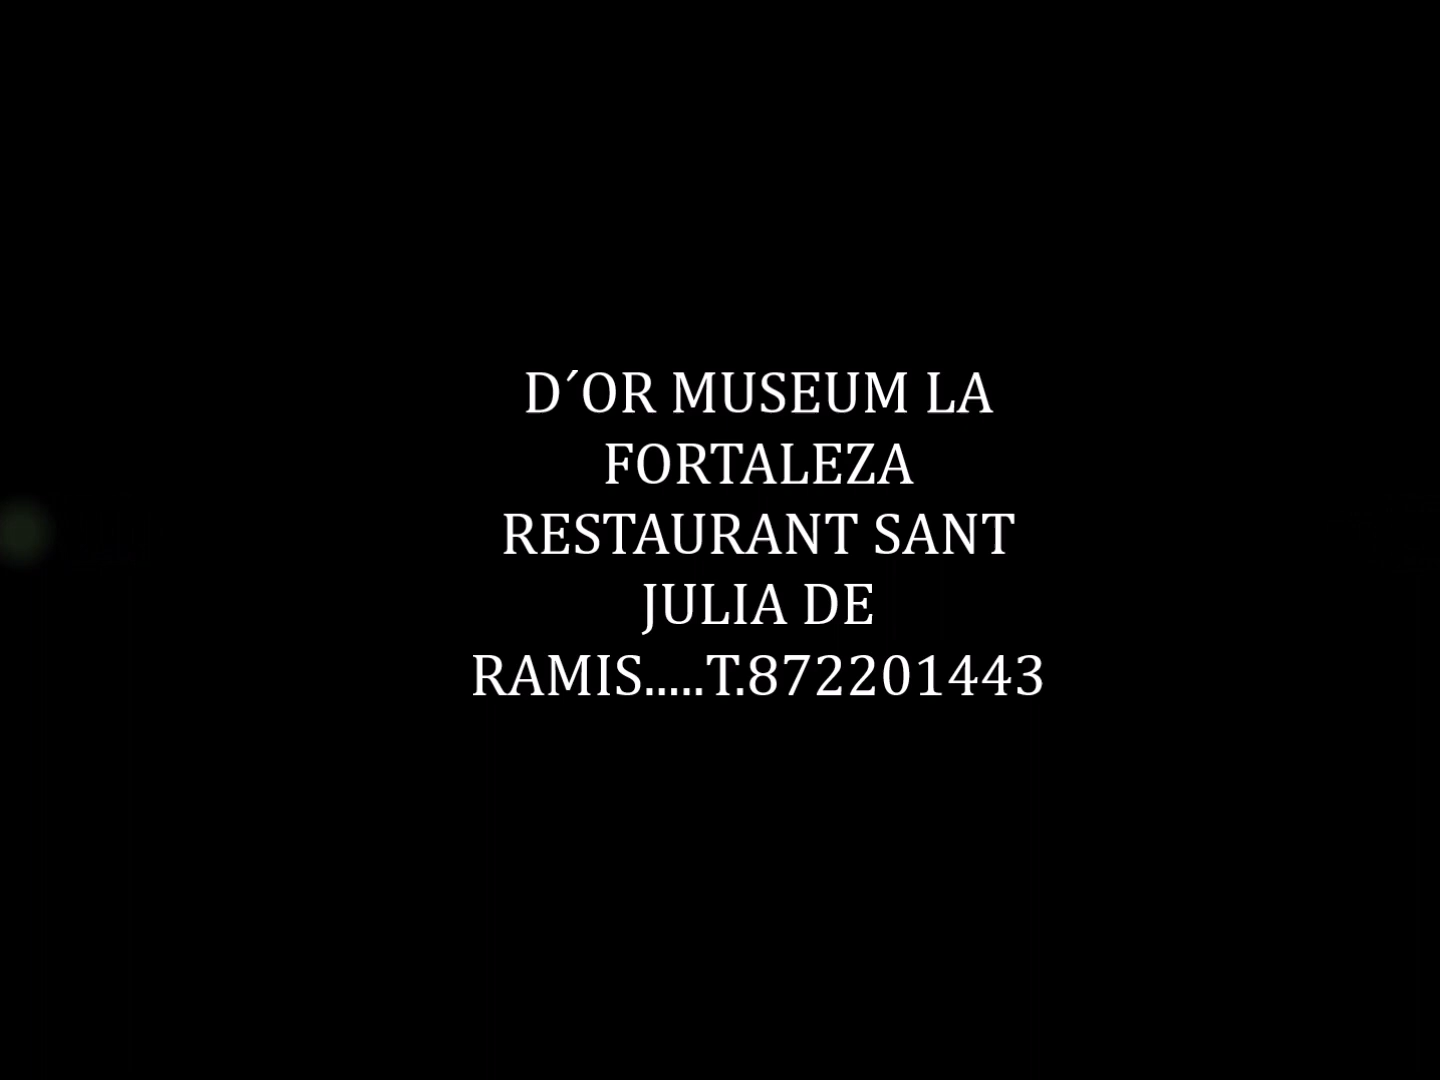 D´OR MUSEUM LA
FORTALEZA
RESTAURANT SANT
JULIA DE
RAMIS.....T.872201443